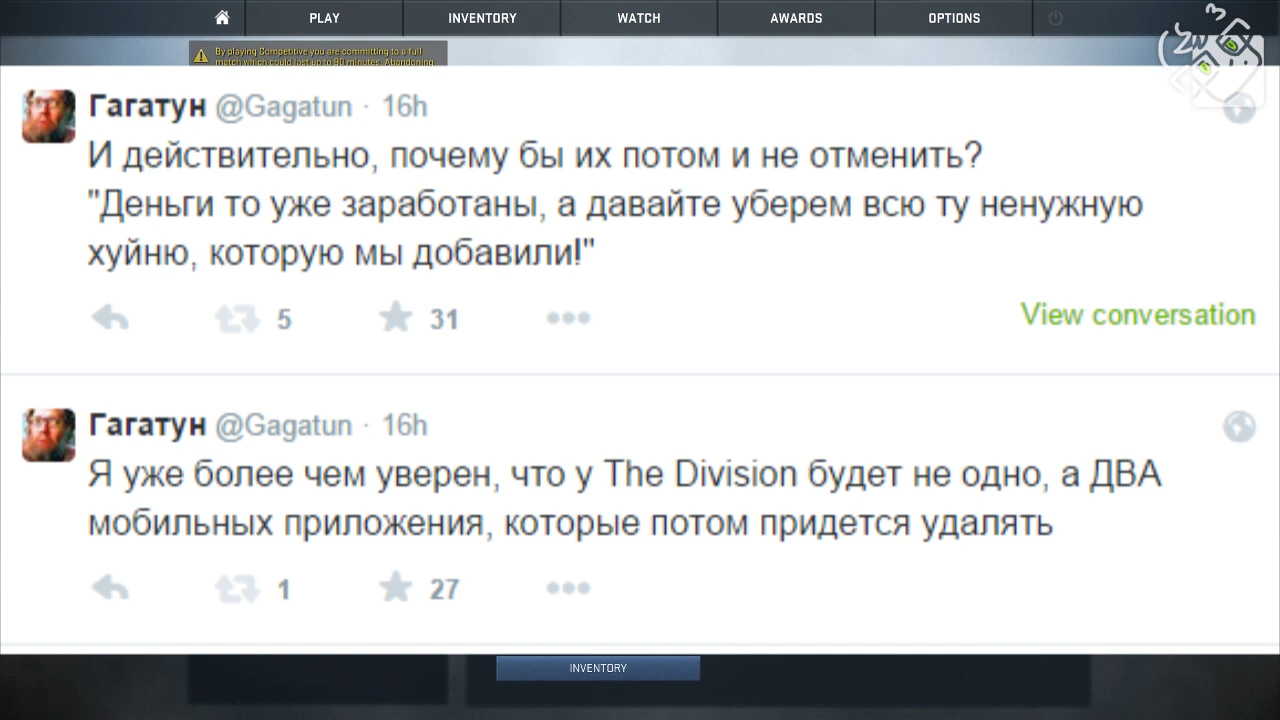 PLAY INVENTORY WATCH AWARDS OPTIONS
By playing Competitive you are committing to a full
match which could last up to 90 minutes. Abandoning
Гагатун @Gagatun · 16h
И действительно, почему бы их потом и не отменить?
"Деньги то уже заработаны, а давайте уберем всю ту ненужную
хуйню, которую мы добавили!"
5 31 View conversation
Гагатун @Gagatun · 16h
Я уже более чем уверен, что у The Division будет не одно, а ДВА
мобильных приложения, которые потом придется удалять
1 27
INVENTORY